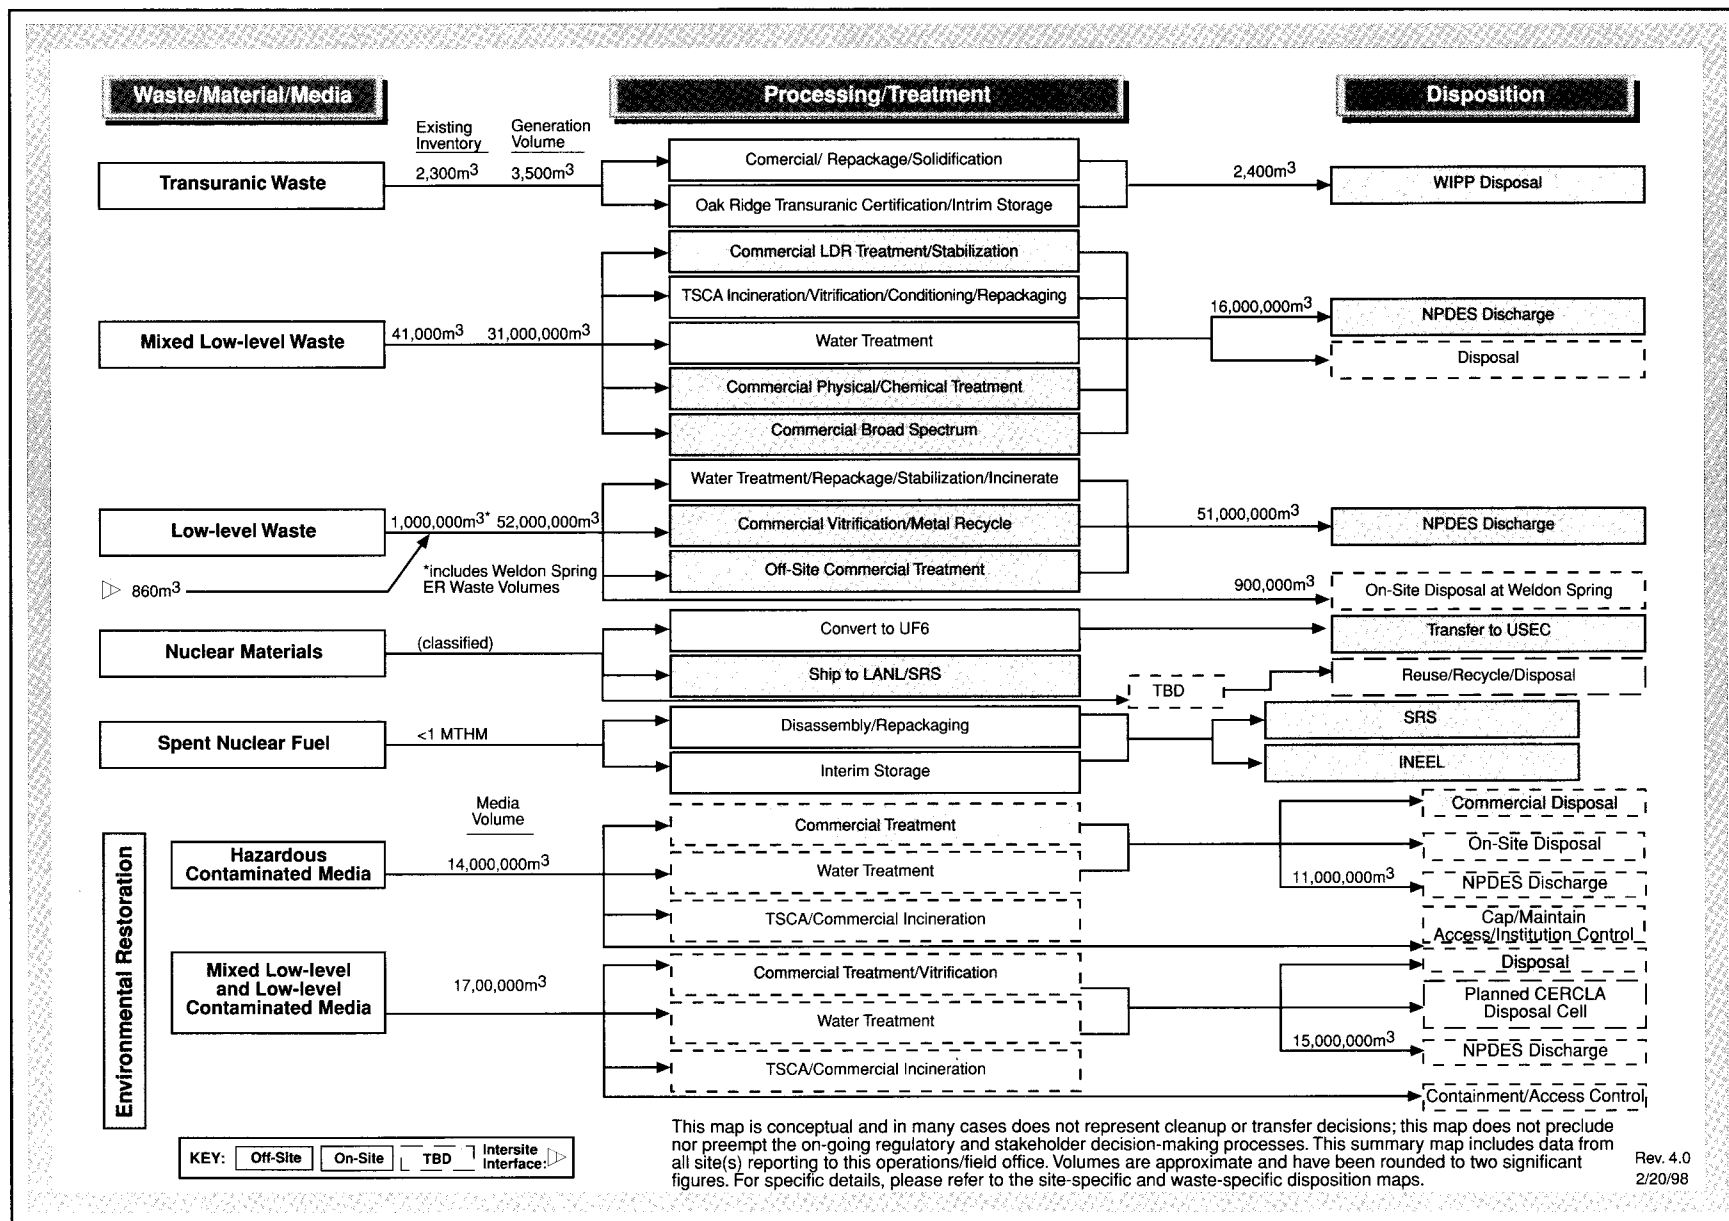 Waste/Material/Media
Processing/Treatment
Disposition
Existing
Inventory
Generation
Volume
Transuranic Waste
2,300m3
3,500m3
Comercial/ Repackage/Solidification
Oak Ridge Transuranic Certification/Intrim Storage
2,400m3
WIPP Disposal
Mixed Low-level Waste
41,000m3
31,000,000m3
Commercial LDR Treatment/Stabilization
TSCA Incineration/Vitrification/Conditioning/Repackaging
Water Treatment
Commercial Physical/Chemical Treatment
Commercial Broad Spectrum
16,000,000m3
NPDES Discharge
Disposal
Low-level Waste
1,000,000m3*
52,000,000m3
860m3
*includes Weldon Spring
ER Waste Volumes
Water Treatment/Repackage/Stabilization/Incinerate
Commercial Vitrification/Metal Recycle
Off-Site Commercial Treatment
51,000,000m3
NPDES Discharge
900,000m3
On-Site Disposal at Weldon Spring
Nuclear Materials
(classified)
Convert to UF6
Ship to LANL/SRS
Transfer to USEC
TBD
Reuse/Recycle/Disposal
Spent Nuclear Fuel
<1 MTHM
Disassembly/Repackaging
Interim Storage
SRS
INEEL
Environmental Restoration
Media
Volume
Hazardous
Contaminated Media
14,000,000m3
Commercial Treatment
Water Treatment
TSCA/Commercial Incineration
Commercial Disposal
On-Site Disposal
11,000,000m3
NPDES Discharge
Cap/Maintain
Access/Institution Control
Mixed Low-level
and Low-level
Contaminated Media
17,00,000m3
Commercial Treatment/Vitrification
Water Treatment
TSCA/Commercial Incineration
Disposal
Planned CERCLA
Disposal Cell
15,000,000m3
NPDES Discharge
Containment/Access Control
KEY:
Off-Site
On-Site
TBD
Intersite
Interface:
This map is conceptual and in many cases does not represent cleanup or transfer decisions; this map does not preclude
nor preempt the on-going regulatory and stakeholder decision-making processes. This summary map includes data from
all site(s) reporting to this operations/field office. Volumes are approximate and have been rounded to two significant
figures. For specific details, please refer to the site-specific and waste-specific disposition maps.
Rev. 4.0
2/20/98